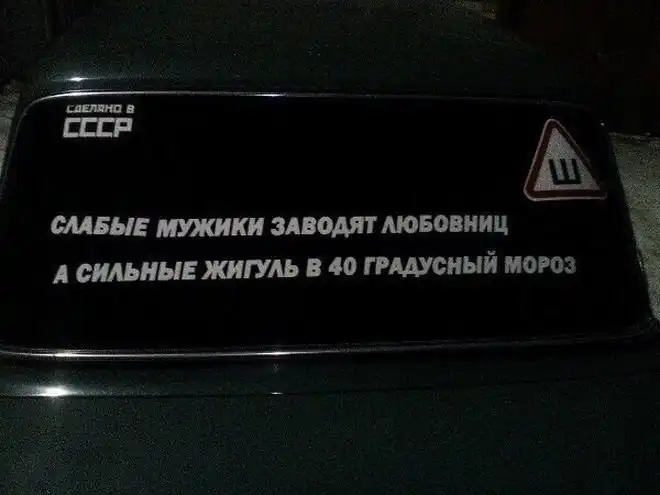 СДЕЛАНО В
СССР
Ш
СЛАБЫЕ МУЖИКИ ЗАВОДЯТ ЛЮБОВНИЦ
А СИЛЬНЫЕ ЖИГУЛЬ В 40 ГРАДУСНЫЙ МОРОЗ